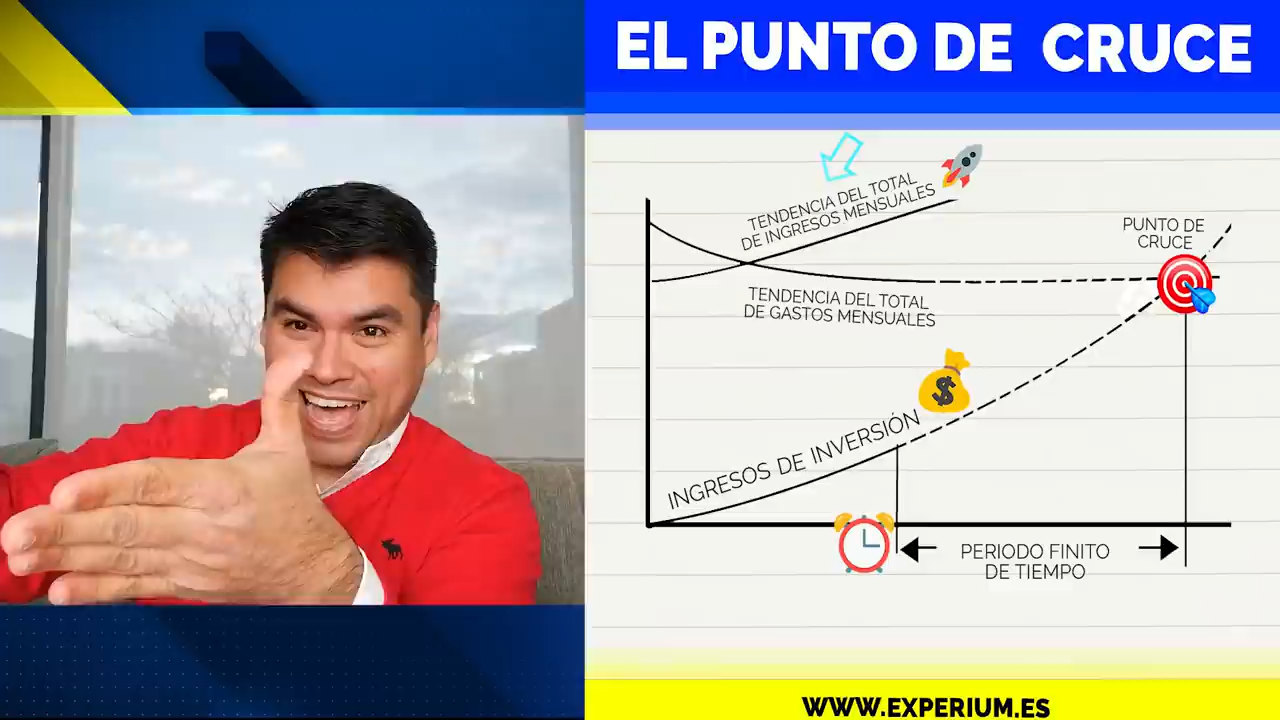 EL PUNTO DE CRUCE
TENDENCIA DEL TOTAL
DE INGRESOS MENSUALES
PUNTO DE
CRUCE
TENDENCIA DEL TOTAL
DE GASTOS MENSUALES
$
INGRESOS DE INVERSIÓN
PERIODO FINITO
DE TIEMPO
WWW.EXPERIUM.ES